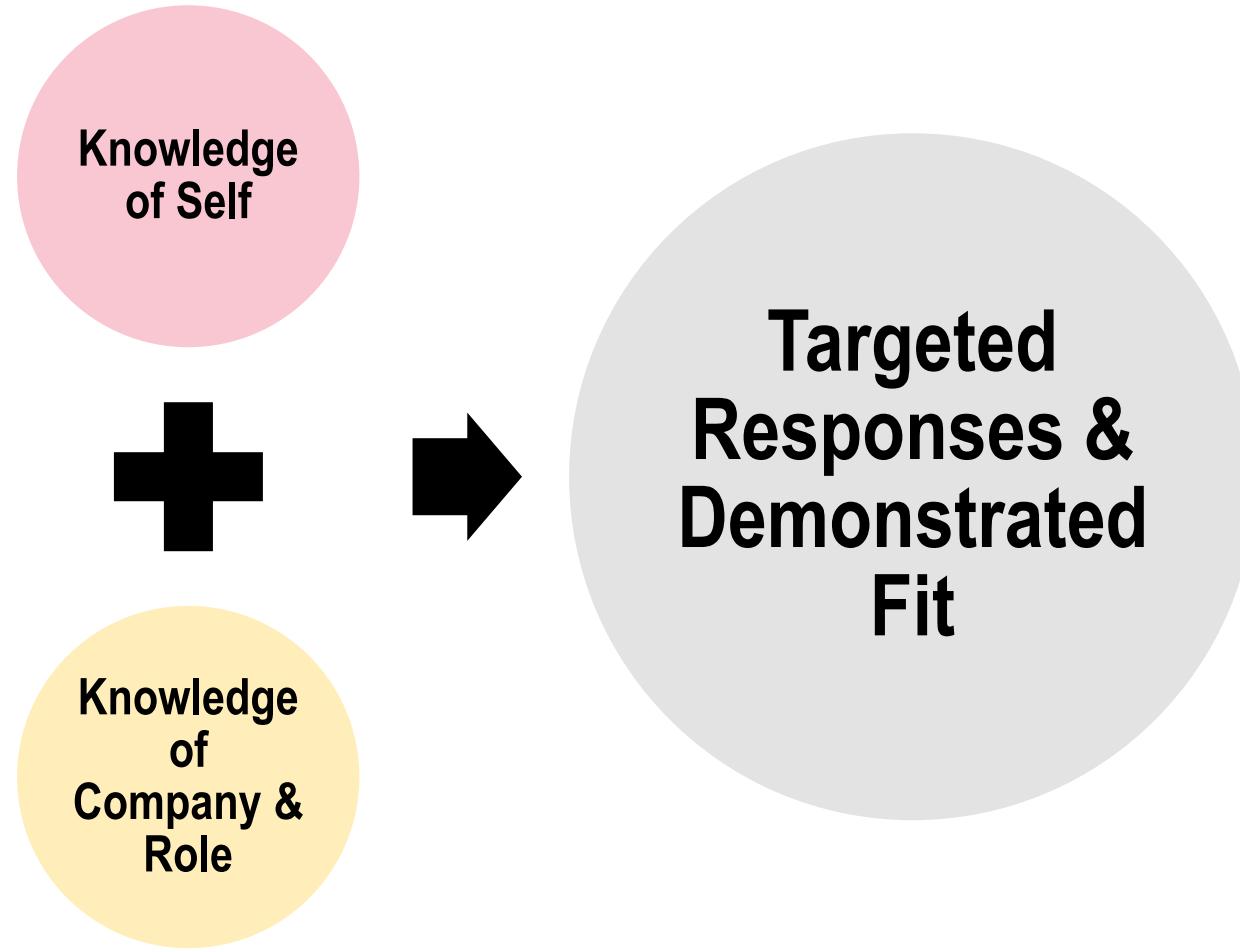 Knowledge
of Self
Knowledge
of
Company &
Role
Targeted
Responses &
Demonstrated
Fit